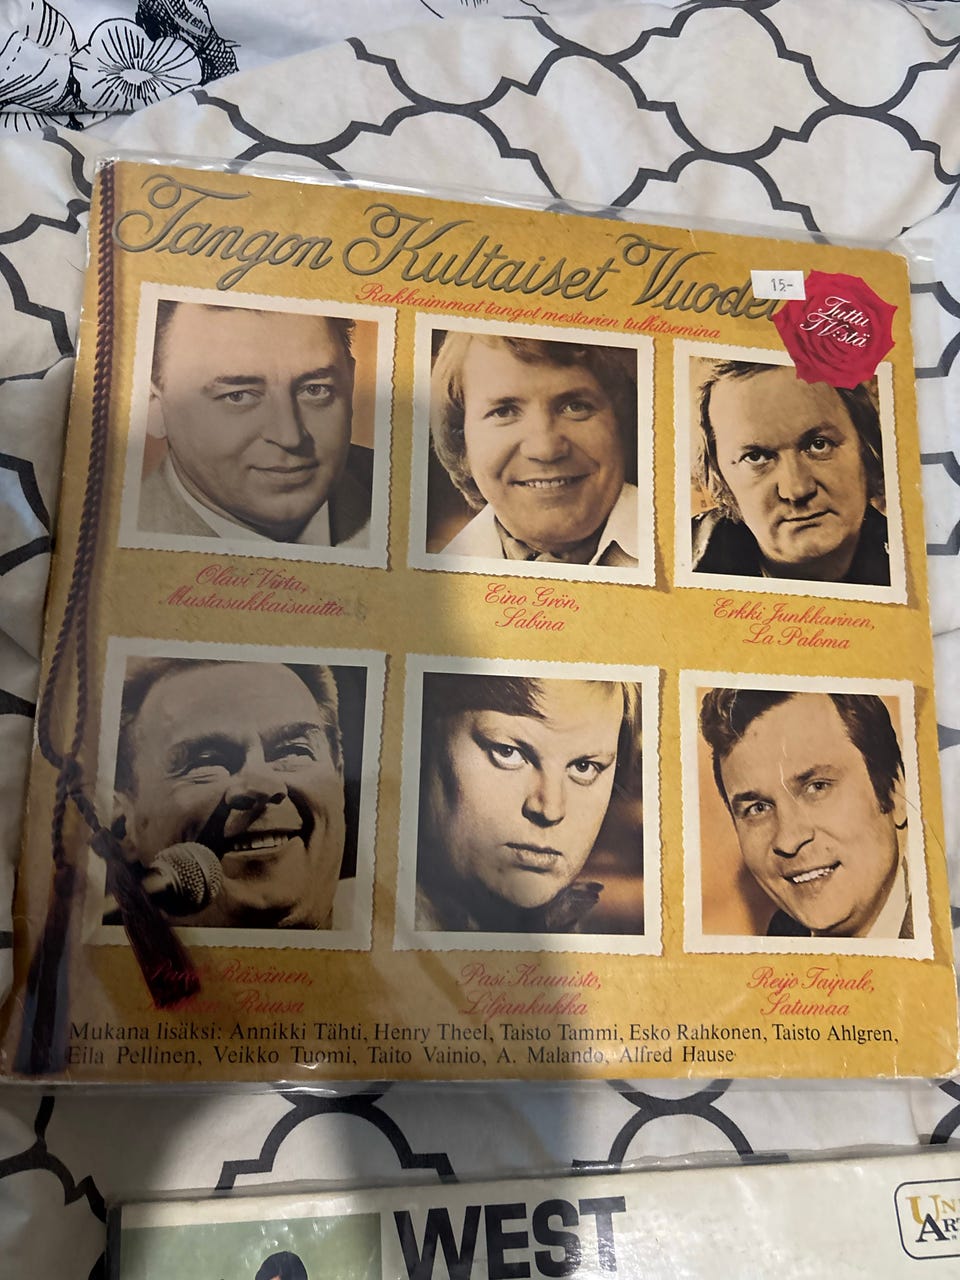 Tangon Kultaiset Vuodet
15:-
Tuttu
TV:stä
Rakkaimmat tangot mestarien tulkitsemina
Olavi Virta,
Mustasukkaisuutta
Eino Grön,
Sabina
Erkki Junkkarinen,
La Paloma
Räsänen,
Ruusu
Pasi Kaunisto,
Liljankukka
Reijo Taipale,
Satumaa
Mukana lisäksi: Annikki Tähti, Henry Theel, Taisto Tammi, Esko Rahkonen, Taisto Ahlgren,
Eila Pellinen, Veikko Tuomi, Taito Vainio, A. Malando, Alfred Hause
WEST